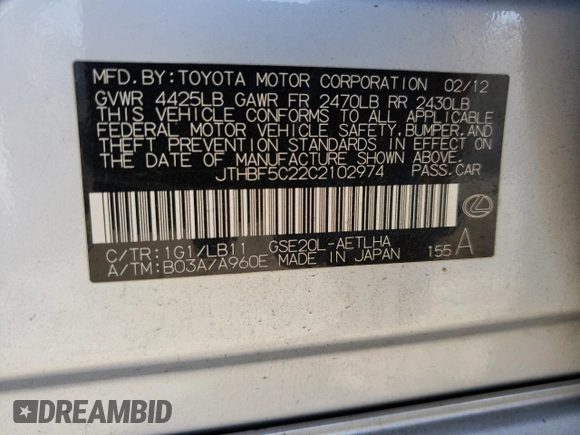 MFD. BY: TOYOTA MOTOR CORPORATION 02/12
GVWR 4425LB GAWR FR 2470LB RR 2430LB
THIS VEHICLE CONFORMS TO ALL APPLICABLE
FEDERAL MOTOR VEHICLE SAFETY, BUMPER, AND
THEFT PREVENTION STANDARDS IN EFFECT ON
THE DATE OF MANUFACTURE SHOWN ABOVE.
JTHBF5C22C2102974 PASS. CAR
C/TR: 1G1/LB11 GSE20L-AETLHA
A/TM: B03A/A960E MADE IN JAPAN 155 A
DREAMBID